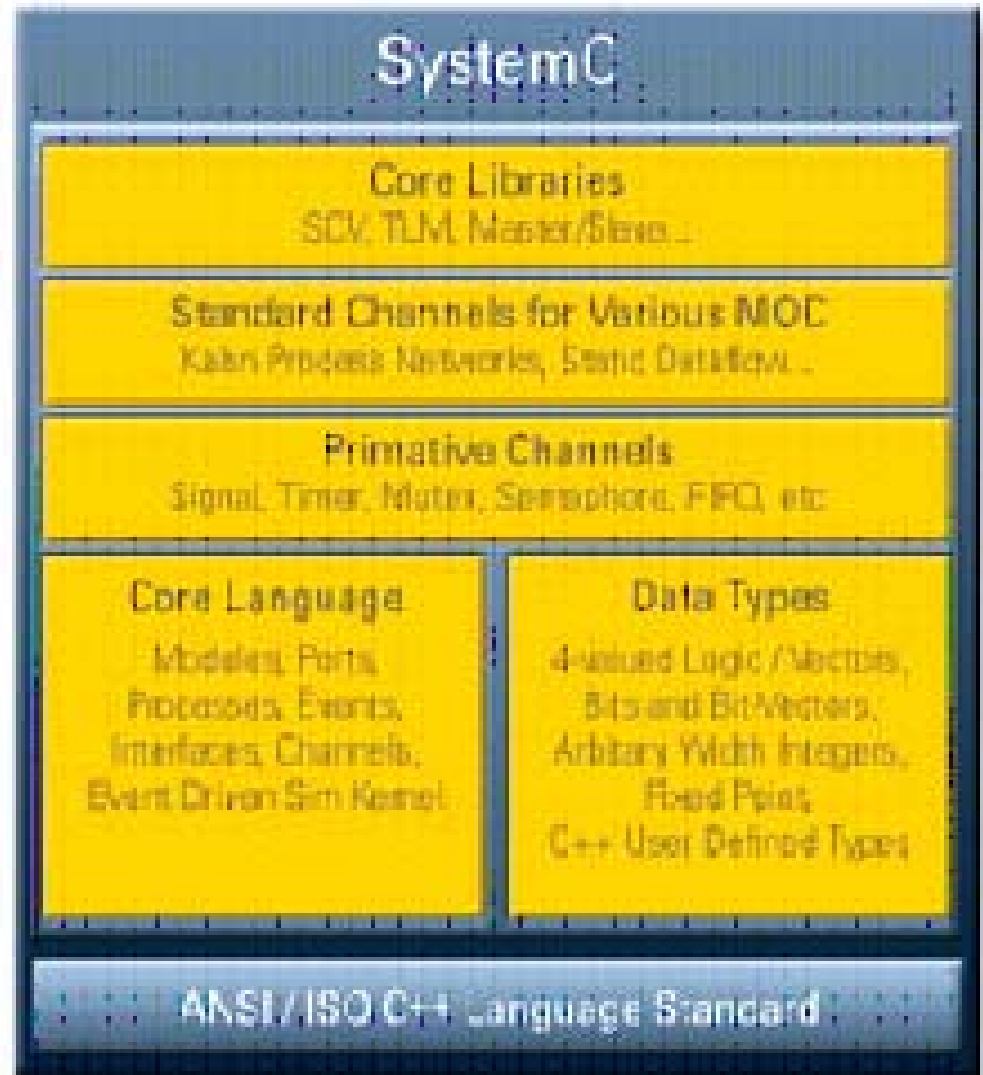 SystemC
Core Libraries
SCV, TLM, Master/Slave...
Standard Channels for Various MOC
Kahn Process Networks, Static Dataflow...
Primative Channels
Signal, Timer, Mutex, Semaphore, FIFO, etc
Core Language
Modules, Ports,
Processes, Events,
Interfaces, Channels,
Event Driven Sim Kernel
Data Types
4-valued Logic / Vectors,
Bits and Bit-Vectors,
Arbitary Width Integers,
Fixed Point,
C++ User Defined Types
ANSI / ISO C++ Language Standard